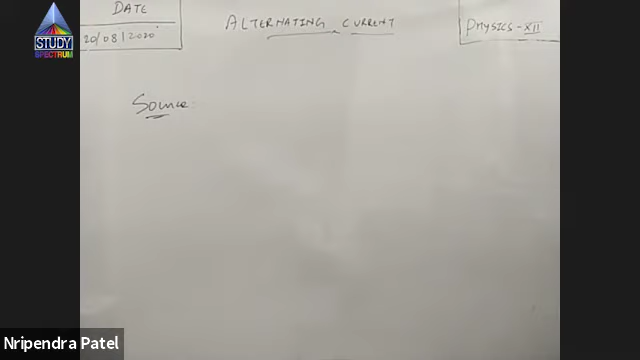 DATE
20/08/2020
ALTERNATING CURRENT
PHYSICS - XII
STUDY
SPECTRUM
Source:
Nripendra Patel